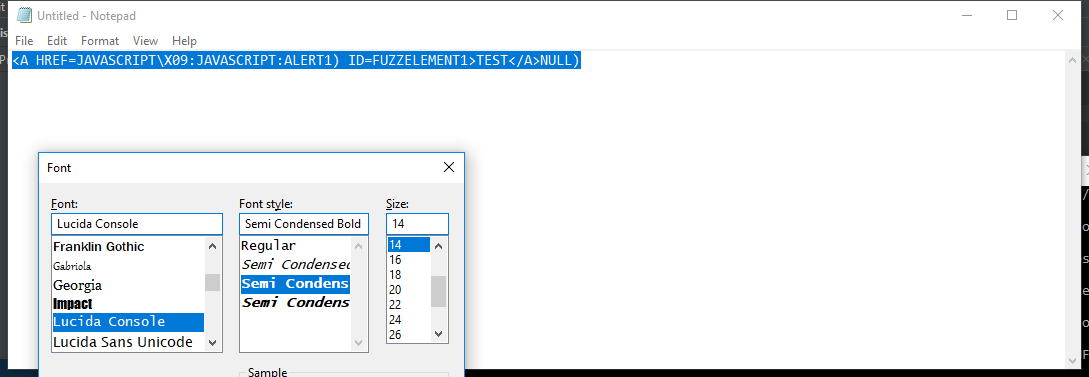 Untitled - Notepad
File Edit Format View Help
<A HREF=JAVASCRIPT\X09:JAVASCRIPT:ALERT1) ID=FUZZELEMENT1>TEST</A>NULL)
Font
Font: Font style: Size:
Lucida Console Semi Condensed Bold 14
Franklin Gothic Regular 14
Gabriola Semi Condensed 16
Georgia Semi Condens 18
Impact Semi Condens 20
Lucida Console 22
Lucida Sans Unicode 24
26
Sample